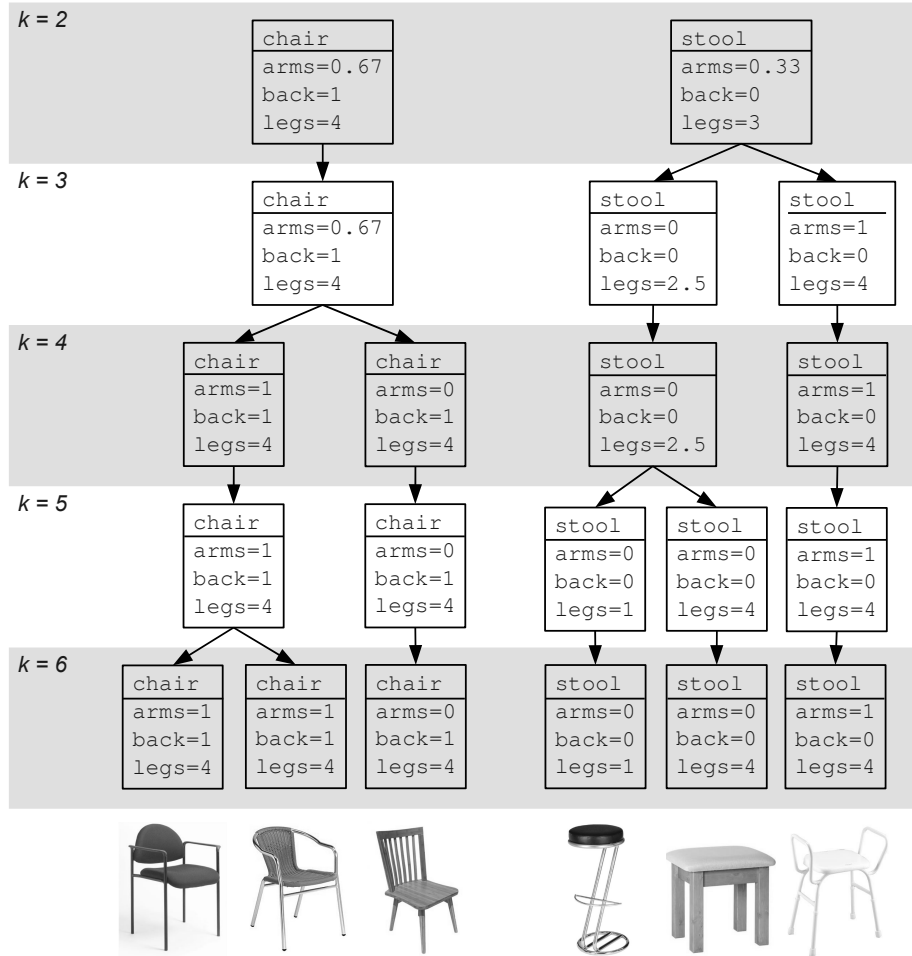 k = 2
chair
arms=0.67
back=1
legs=4
stool
arms=0.33
back=0
legs=3
k = 3
chair
arms=0.67
back=1
legs=4
stool
arms=0
back=0
legs=2.5
stool
arms=1
back=0
legs=4
k = 4
chair
arms=1
back=1
legs=4
chair
arms=0
back=1
legs=4
stool
arms=0
back=0
legs=2.5
stool
arms=1
back=0
legs=4
k = 5
chair
arms=1
back=1
legs=4
chair
arms=0
back=1
legs=4
stool
arms=0
back=0
legs=1
stool
arms=0
back=0
legs=4
stool
arms=1
back=0
legs=4
k = 6
chair
arms=1
back=1
legs=4
chair
arms=1
back=1
legs=4
chair
arms=0
back=1
legs=4
stool
arms=0
back=0
legs=1
stool
arms=0
back=0
legs=4
stool
arms=1
back=0
legs=4